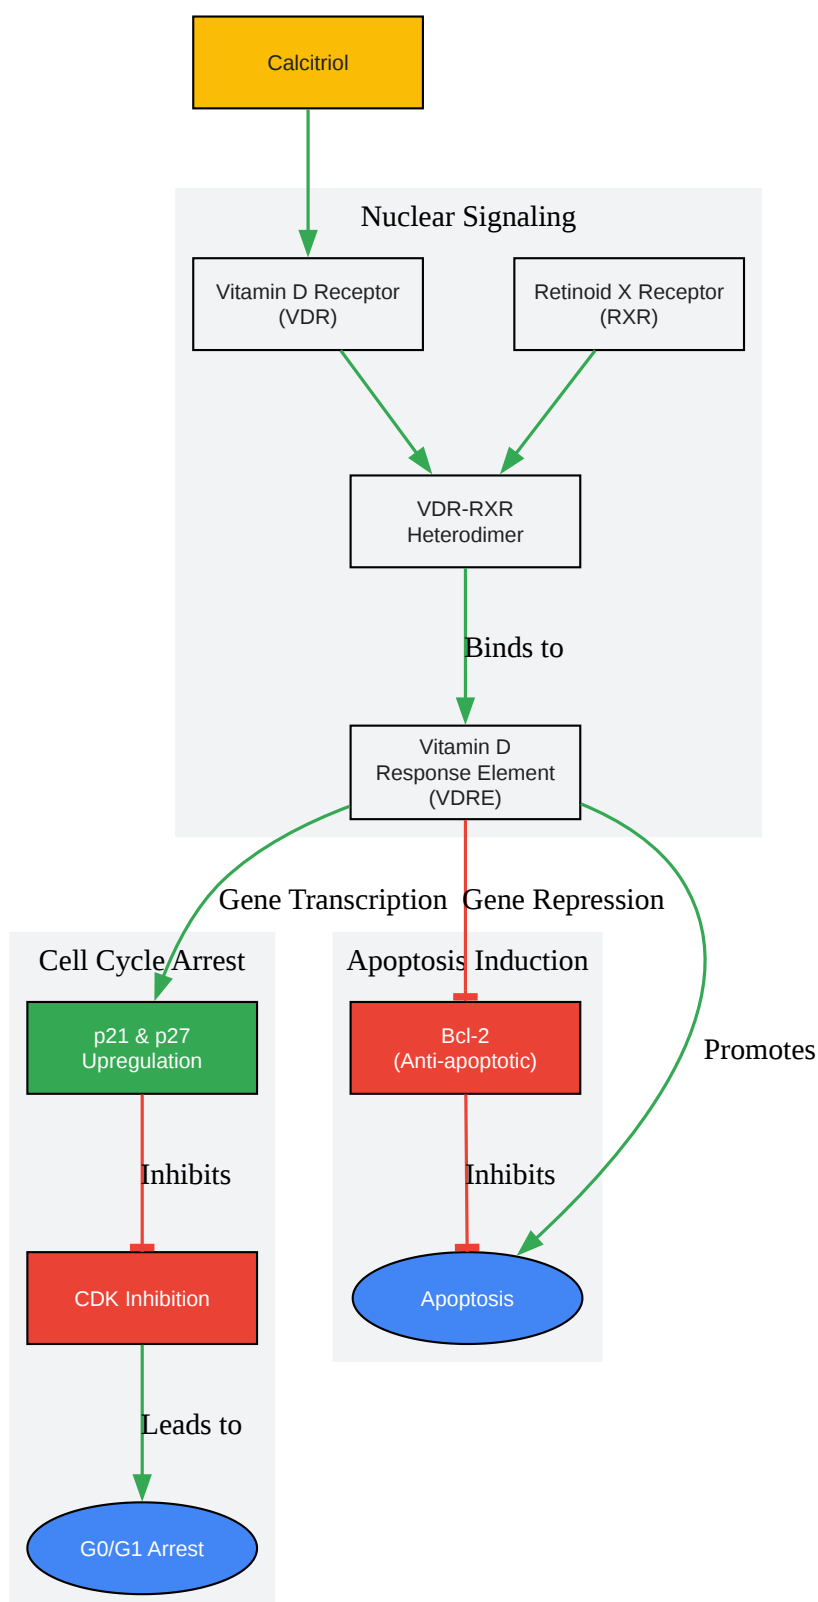 Calcitriol
Nuclear Signaling
Vitamin D Receptor
(VDR)
Retinoid X Receptor
(RXR)
VDR-RXR
Heterodimer
Binds to
Vitamin D
Response Element
(VDRE)
Gene Transcription
Gene Repression
Cell Cycle Arrest
Apoptosis Induction
p21 & p27
Upregulation
Bcl-2
(Anti-apoptotic)
Promotes
Inhibits
Inhibits
CDK Inhibition
Apoptosis
Leads to
G0/G1 Arrest